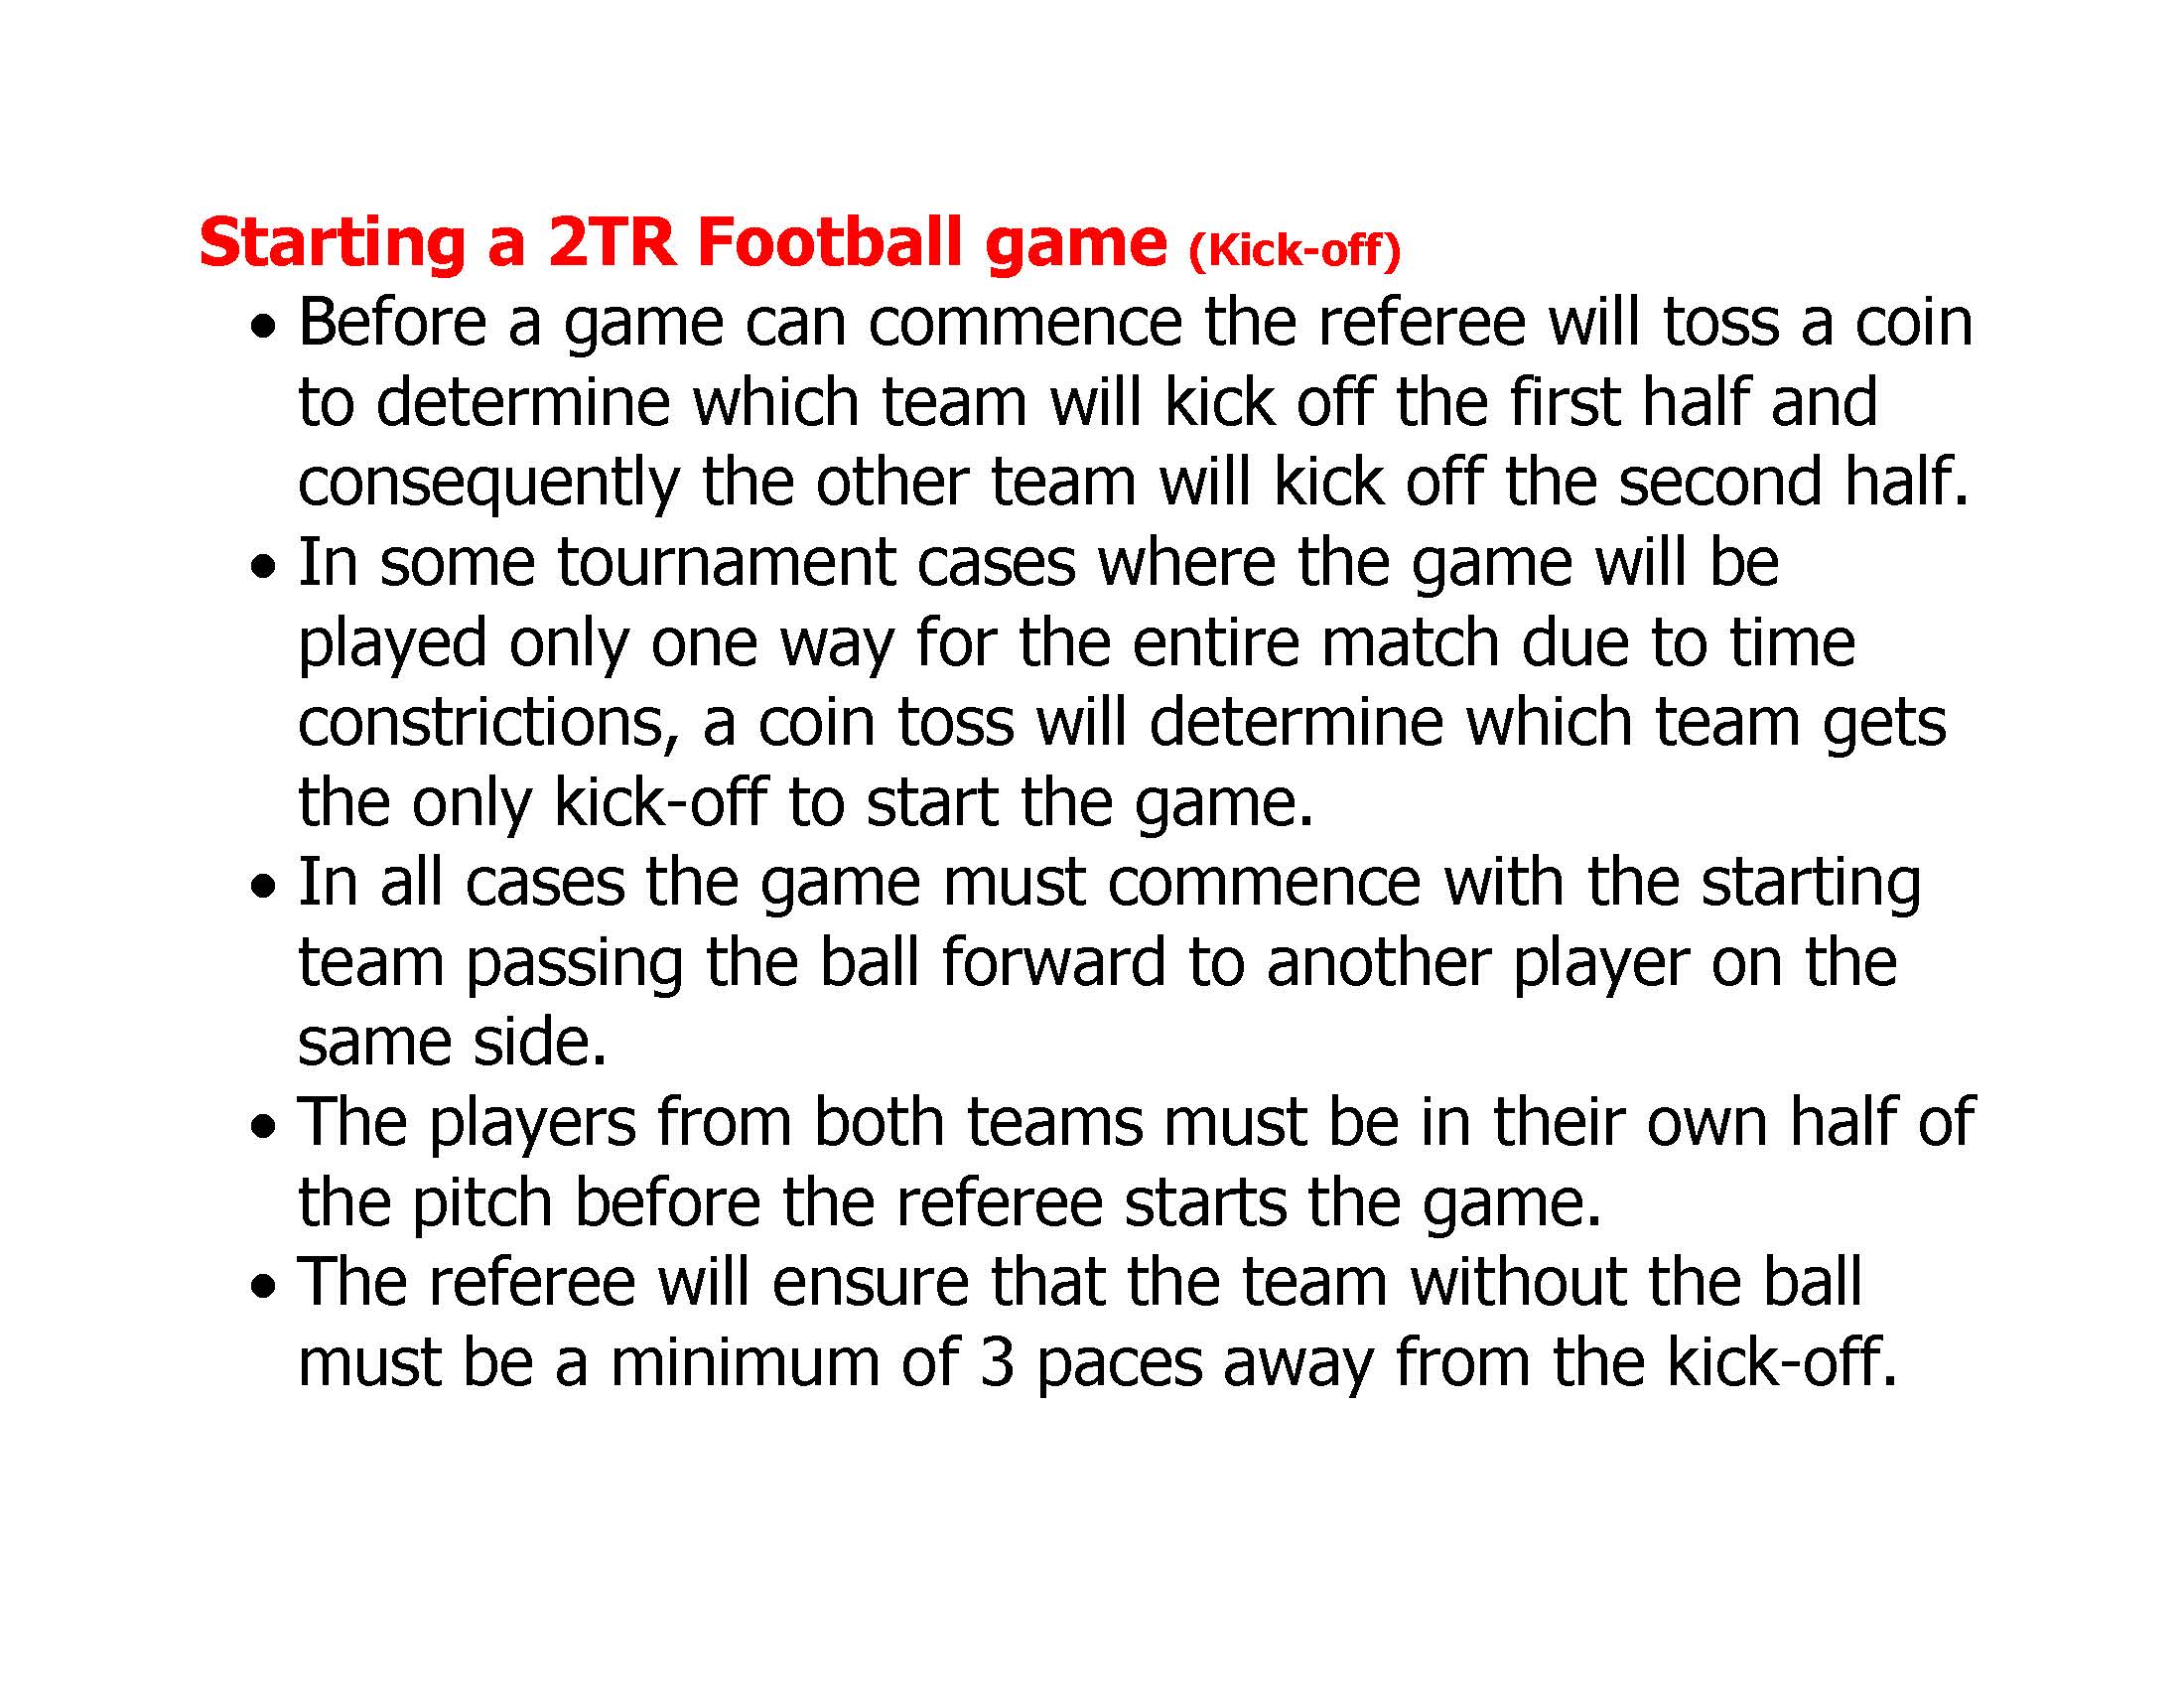 Starting a 2TR Football game (Kick-off)
• Before a game can commence the referee will toss a coin
to determine which team will kick off the first half and
consequently the other team will kick off the second half.
• In some tournament cases where the game will be
played only one way for the entire match due to time
constrictions, a coin toss will determine which team gets
the only kick-off to start the game.
• In all cases the game must commence with the starting
team passing the ball forward to another player on the
same side.
• The players from both teams must be in their own half of
the pitch before the referee starts the game.
• The referee will ensure that the team without the ball
must be a minimum of 3 paces away from the kick-off.